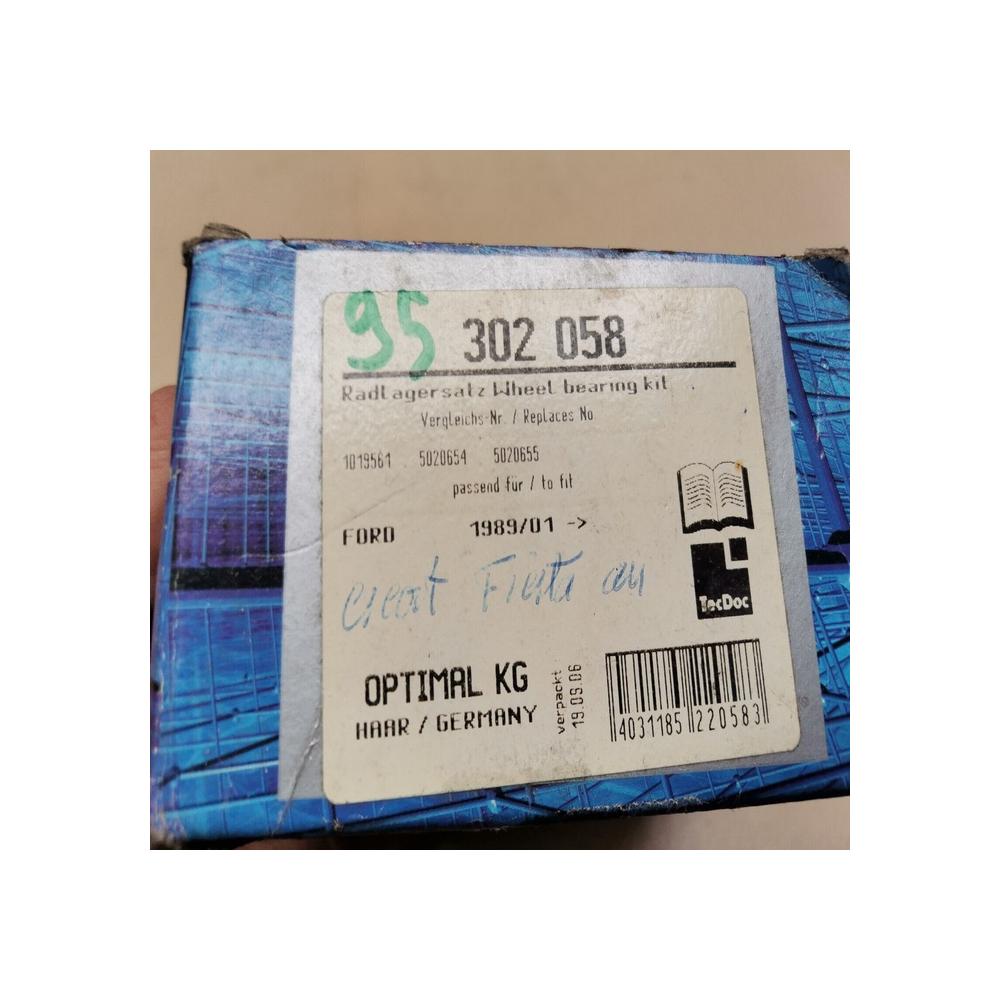 95 302 058
Radlagersatz Wheel bearing kit
Vergleichs-Nr. / Replaces No.
1019561 5020654 5020655
passend für / to fit
FORD 1989/01 ->
Fiesta
TecDoc
OPTIMAL KG
HAAR / GERMANY
verpackt
19.09.06
4031185 220583